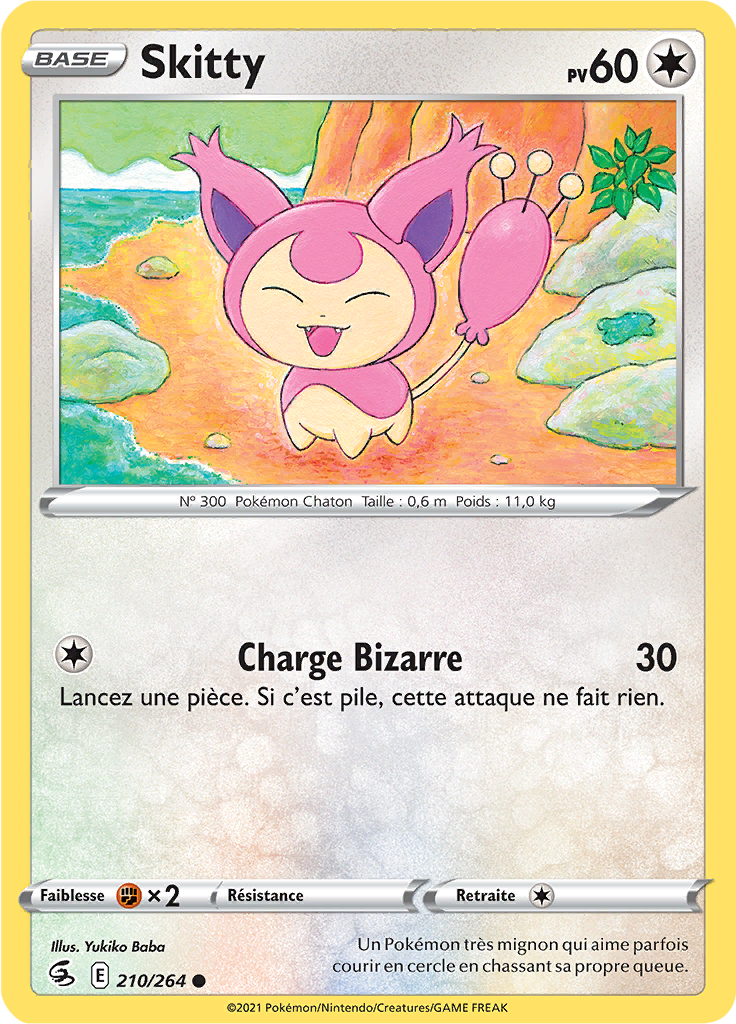 BASE Skitty PV60
N° 300 Pokémon Chaton Taille : 0,6 m Poids : 11,0 kg
Charge Bizarre 30
Lancez une pièce. Si c'est pile, cette attaque ne fait rien.
Faiblesse ×2 Résistance Retraite
Illus. Yukiko Baba
Un Pokémon très mignon qui aime parfois
courir en cercle en chassant sa propre queue.
E 210/264
©2021 Pokémon/Nintendo/Creatures/GAME FREAK